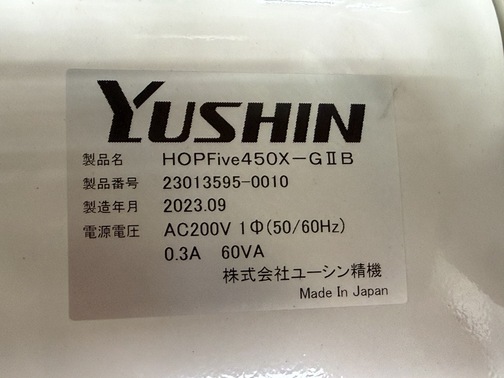 YUSHIN
製品名 HOPFive450X-GⅡB
製品番号 23013595-0010
製造年月 2023.09
電源電圧 AC200V 1Φ(50/60Hz)
0.3A 60VA
株式会社ユーシン精機
Made In Japan